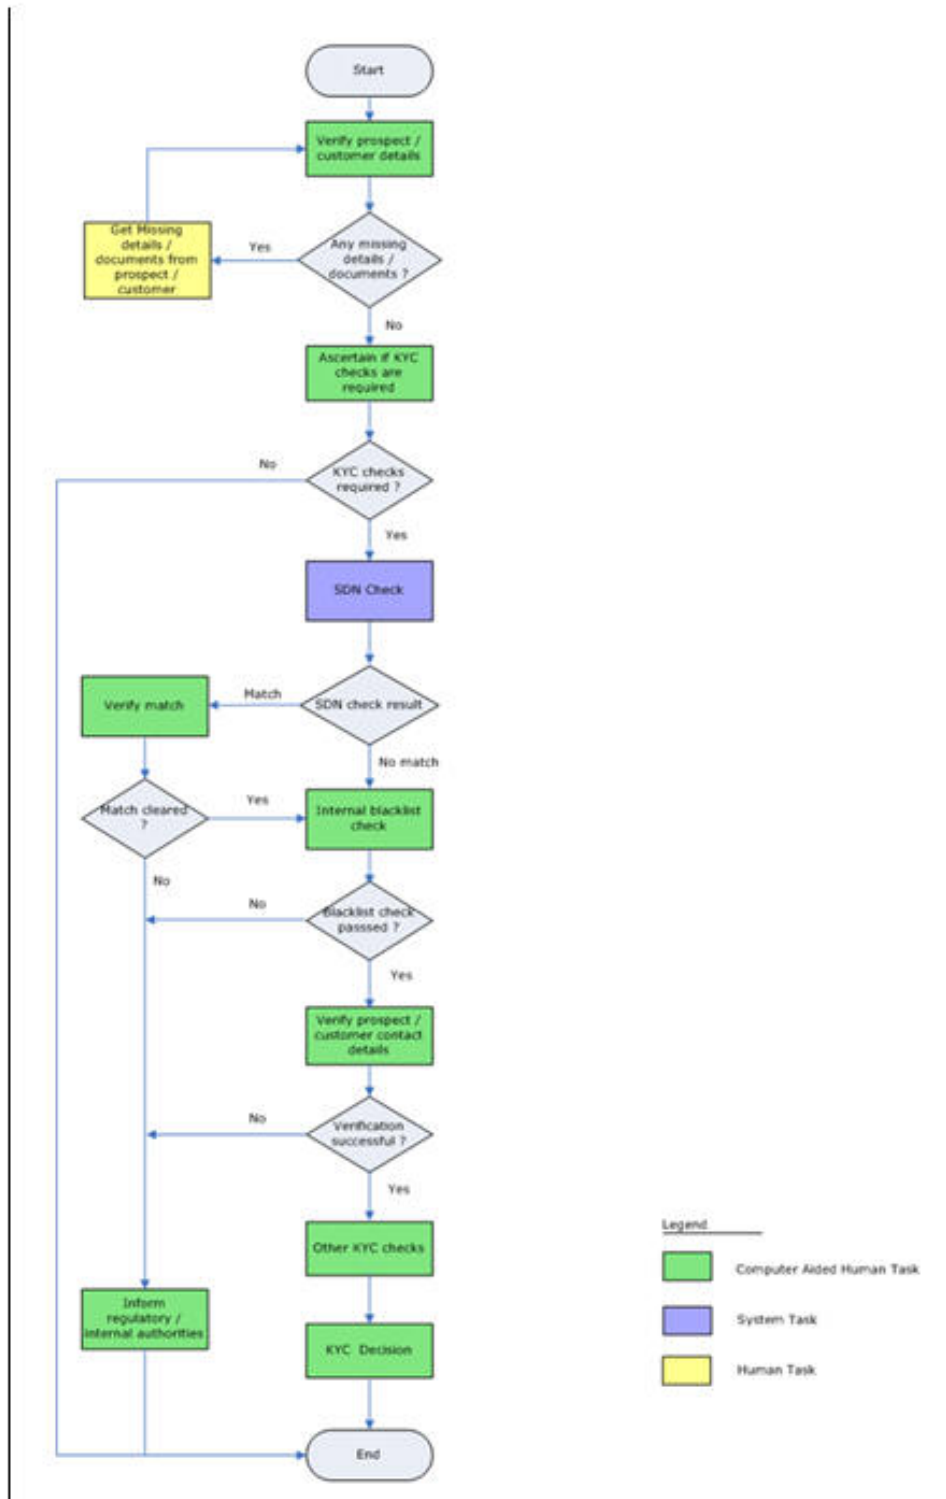 Start
Verify prospect /
customer details
Get Missing
details /
documents from
prospect /
customer
Yes
Any missing
details /
documents ?
No
Ascertain if KYC
checks are
required
No
KYC checks
required ?
Yes
SDN Check
Verify match
Match
SDN check result
No match
Match cleared
?
Yes
Internal blacklist
check
No
No
Blacklist check
passsed ?
Yes
Verify prospect /
customer contact
details
No
Verification
successful ?
Yes
Other KYC checks
Inform
regulatory /
internal authorities
KYC Decision
End
Legend
Computer Aided Human Task
System Task
Human Task